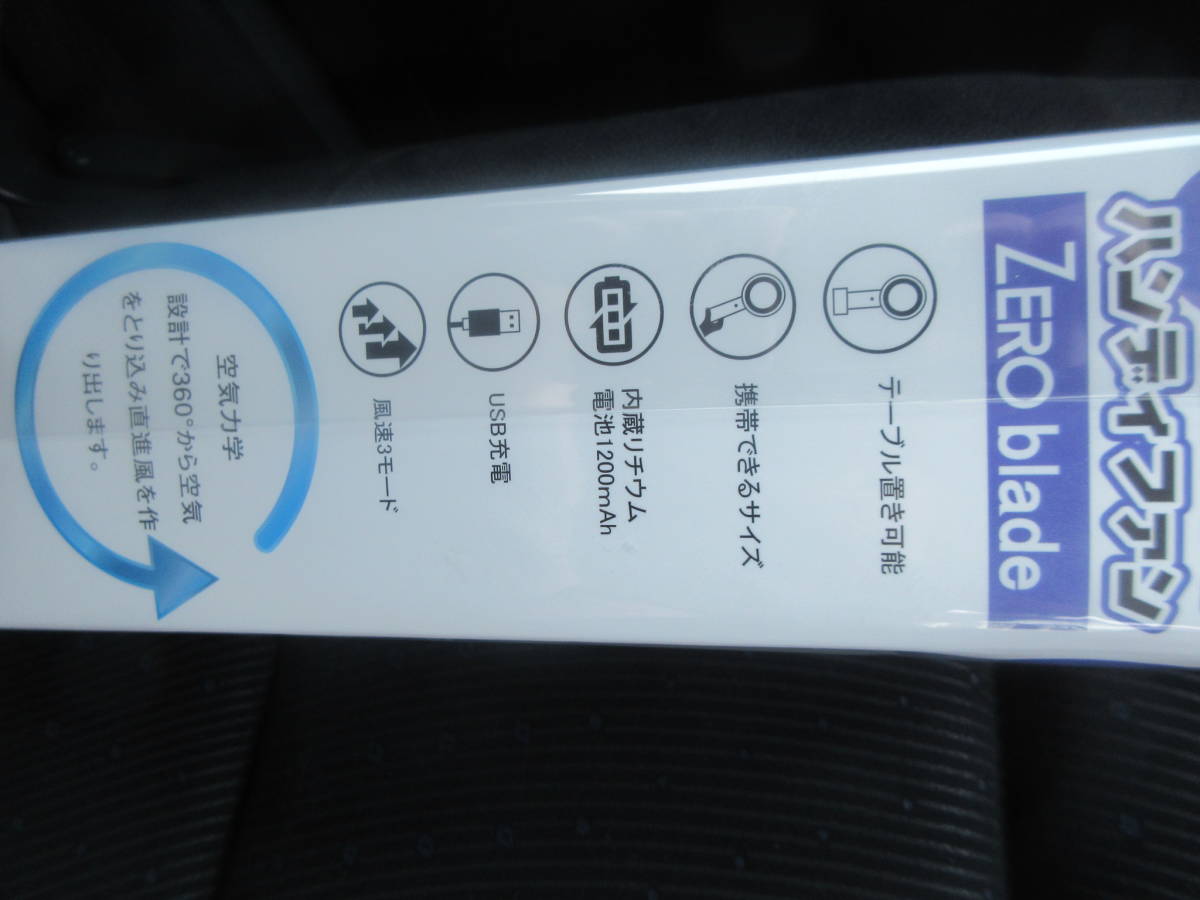 ハンディファン
ZERO blade
テーブル置き可能
携帯できるサイズ
内蔵リチウム
電池1200mAh
USB充電
風速3モード
空気力学
設計で360°から空気
をとり込み直進風を作
り出します。